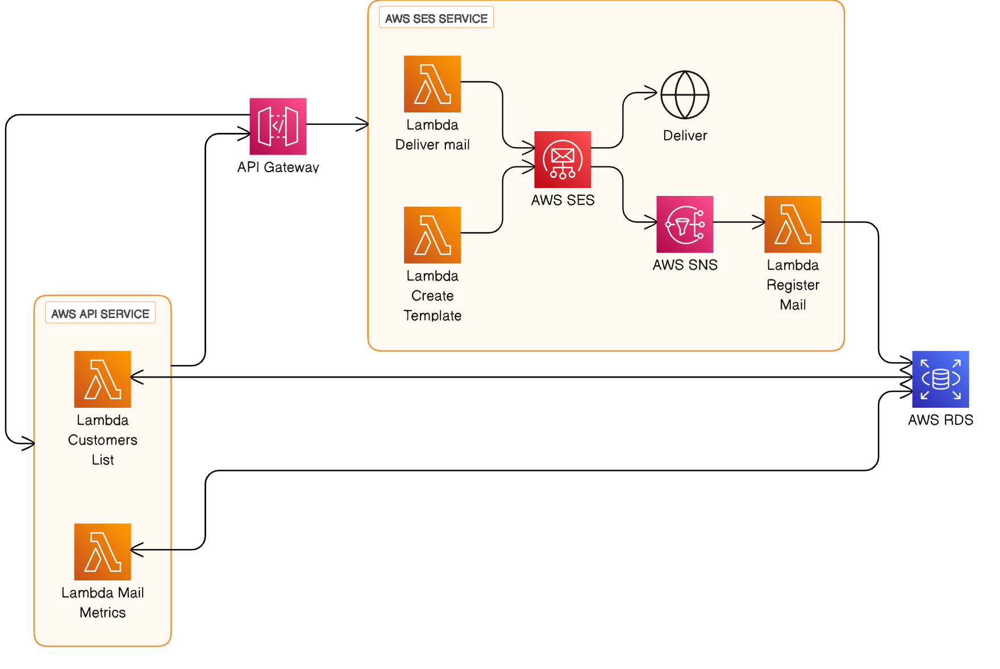 AWS SES SERVICE
Lambda
Deliver mail
Deliver
API Gateway
AWS SES
AWS SNS
Lambda
Register
Mail
Lambda
Create
Template
AWS API SERVICE
Lambda
Customers
List
AWS RDS
Lambda Mail
Metrics